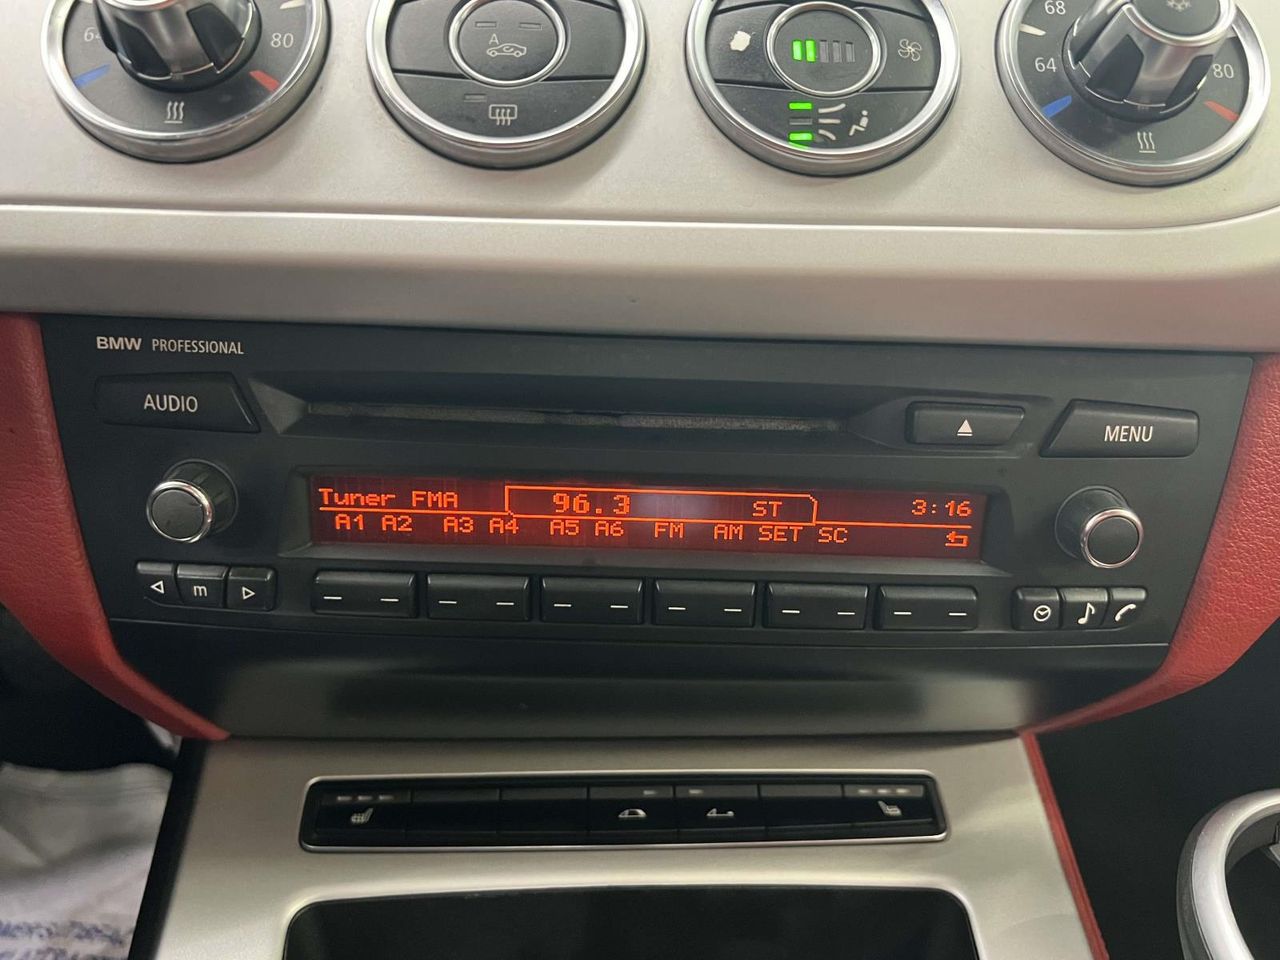 64 80
A
68
64 80
BMW PROFESSIONAL
AUDIO
MENU
Tuner FMA 96.3 ST 3:16
A1 A2 A3 A4 A5 A6 FM AM SET SC
m